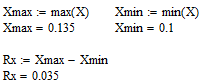 Xmax := max(X) Xmin := min(X)
Xmax = 0.135 Xmin = 0.1
Rx := Xmax − Xmin
Rx = 0.035